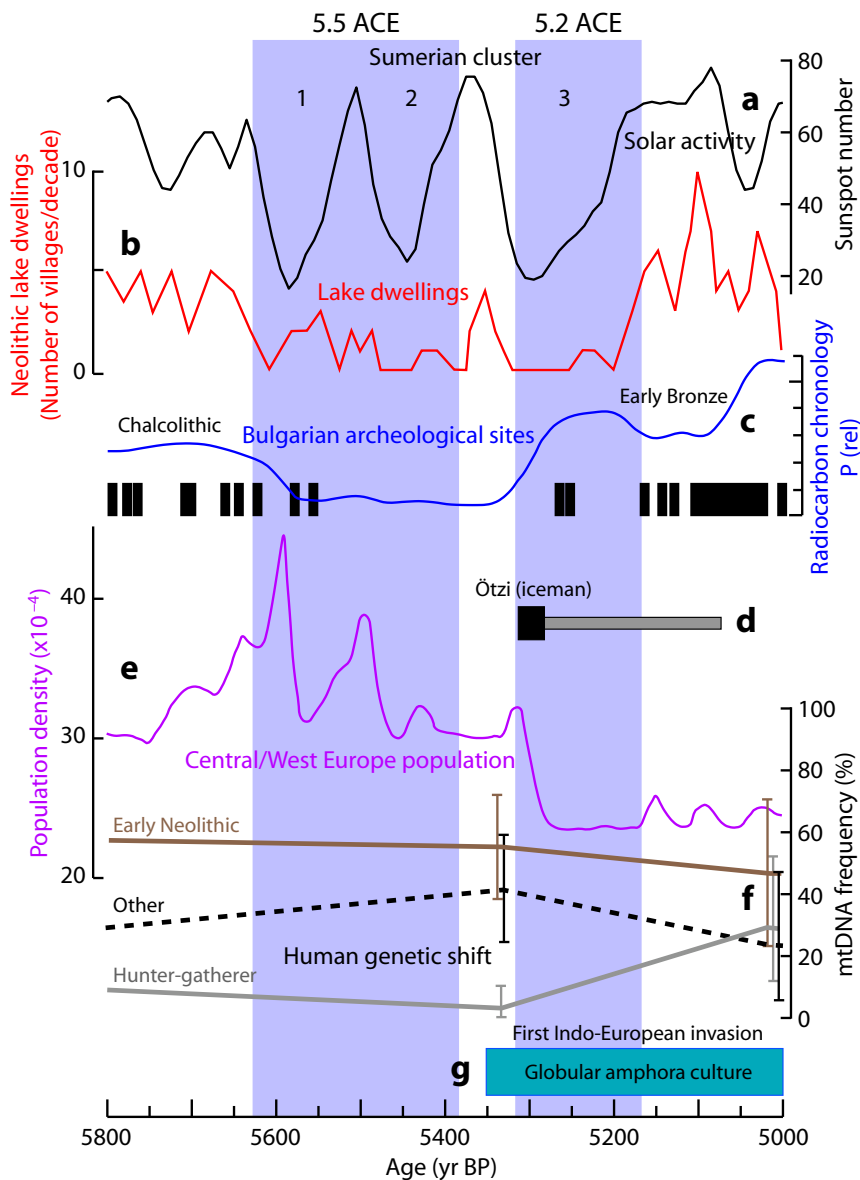 5.5 ACE
5.2 ACE
Sumerian cluster
1
2
3
a
80
60
40
20
Sunspot number
Solar activity
Neolithic lake dwellings
(Number of villages/decade)
10
0
b
Lake dwellings
Chalcolithic
Bulgarian archeological sites
Early Bronze
c
Radiocarbon chronology
P (rel)
Ötzi (iceman)
d
Population density (x10⁻⁴)
40
30
20
e
Central/West Europe population
100
80
60
40
20
0
mtDNA frequency (%)
Early Neolithic
Other
Hunter-gatherer
Human genetic shift
f
First Indo-European invasion
g
Globular amphora culture
5800
5600
5400
5200
5000
Age (yr BP)